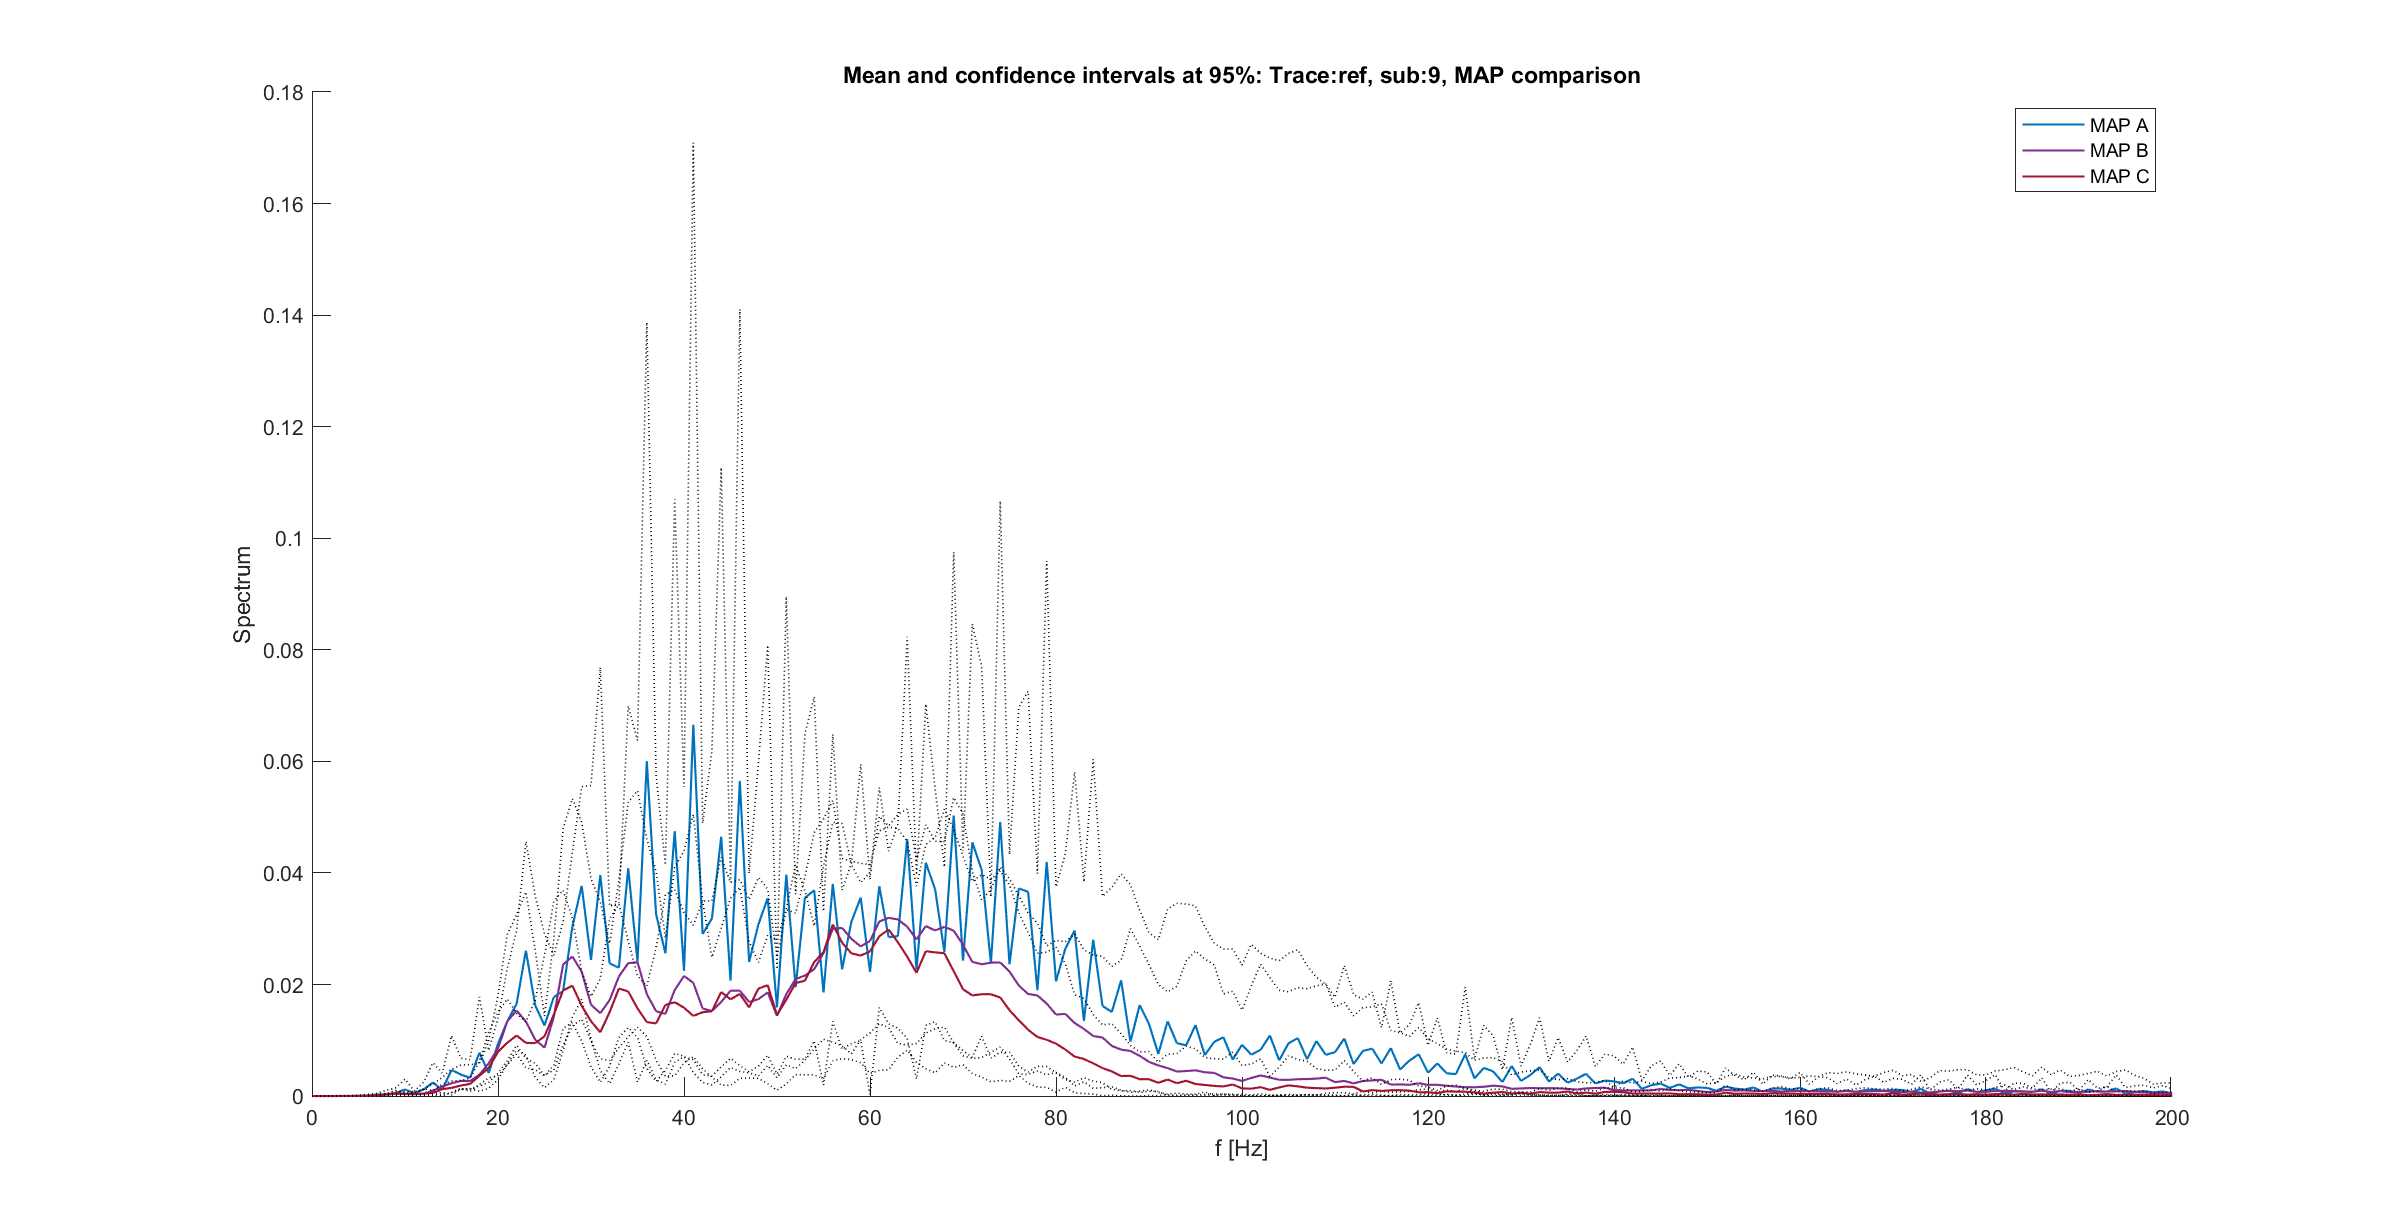 Mean and confidence intervals at 95%: Trace:ref, sub:9, MAP comparison
MAP A
MAP B
MAP C
0.18
0.16
0.14
0.12
0.1
0.08
0.06
0.04
0.02
0
Spectrum
0 20 40 60 80 100 120 140 160 180 200
f [Hz]